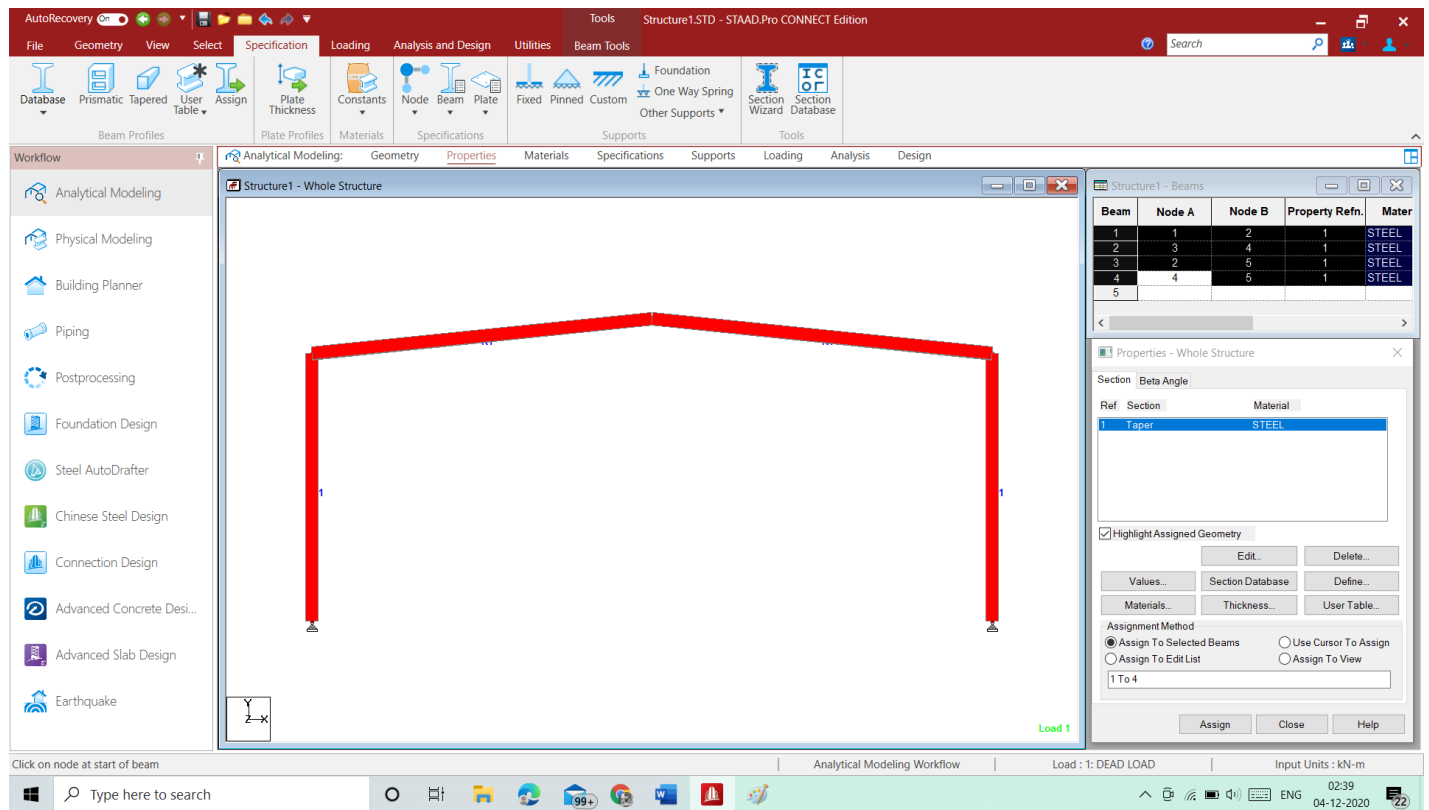 AutoRecovery On Tools Structure1.STD - STAAD.Pro CONNECT Edition
File Geometry View Select Specification Loading Analysis and Design Utilities Beam Tools Search
Database Prismatic Tapered User Table Assign Plate Thickness Constants Node Beam Plate Fixed Pinned Custom Foundation One Way Spring Other Supports Section Wizard Section Database
Beam Profiles Plate Profiles Materials Specifications Supports Tools
Workflow
Analytical Modeling: Geometry Properties Materials Specifications Supports Loading Analysis Design
Analytical Modeling
Physical Modeling
Building Planner
Piping
Postprocessing
Foundation Design
Steel AutoDrafter
Chinese Steel Design
Connection Design
Advanced Concrete Desi...
Advanced Slab Design
Earthquake
Structure1 - Whole Structure
1
1
Y
Z X
Load 1
Structure1 - Beams
Beam Node A Node B Property Refn. Mater
1 1 2 1 STEEL
2 3 4 1 STEEL
3 2 5 1 STEEL
4 4 5 1 STEEL
5
Properties - Whole Structure
Section Beta Angle
Ref Section Material
1 Taper STEEL
Highlight Assigned Geometry
Edit... Delete...
Values... Section Database Define...
Materials... Thickness... User Table...
Assignment Method
Assign To Selected Beams Use Cursor To Assign
Assign To Edit List Assign To View
1 To 4
Assign Close Help
Click on node at start of beam Analytical Modeling Workflow Load : 1: DEAD LOAD Input Units : kN-m
Type here to search 99+ ENG 02:39
04-12-2020 22